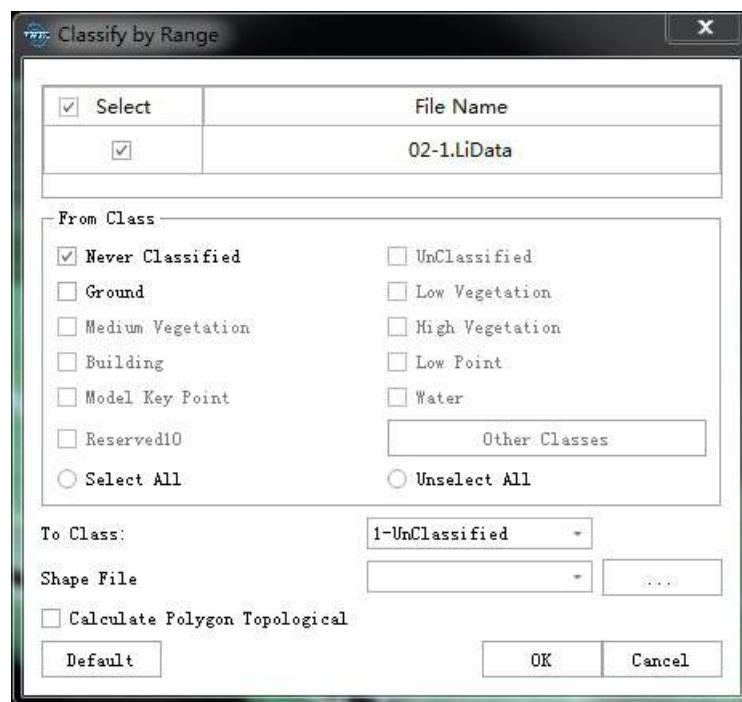 Classify by Range
Select File Name
02-1.LiData
From Class
Never Classified UnClassified
Ground Low Vegetation
Medium Vegetation High Vegetation
Building Low Point
Model Key Point Water
Reserved10 Other Classes
Select All Unselect All
To Class: 1-UnClassified
Shape File ...
Calculate Polygon Topological
Default OK Cancel